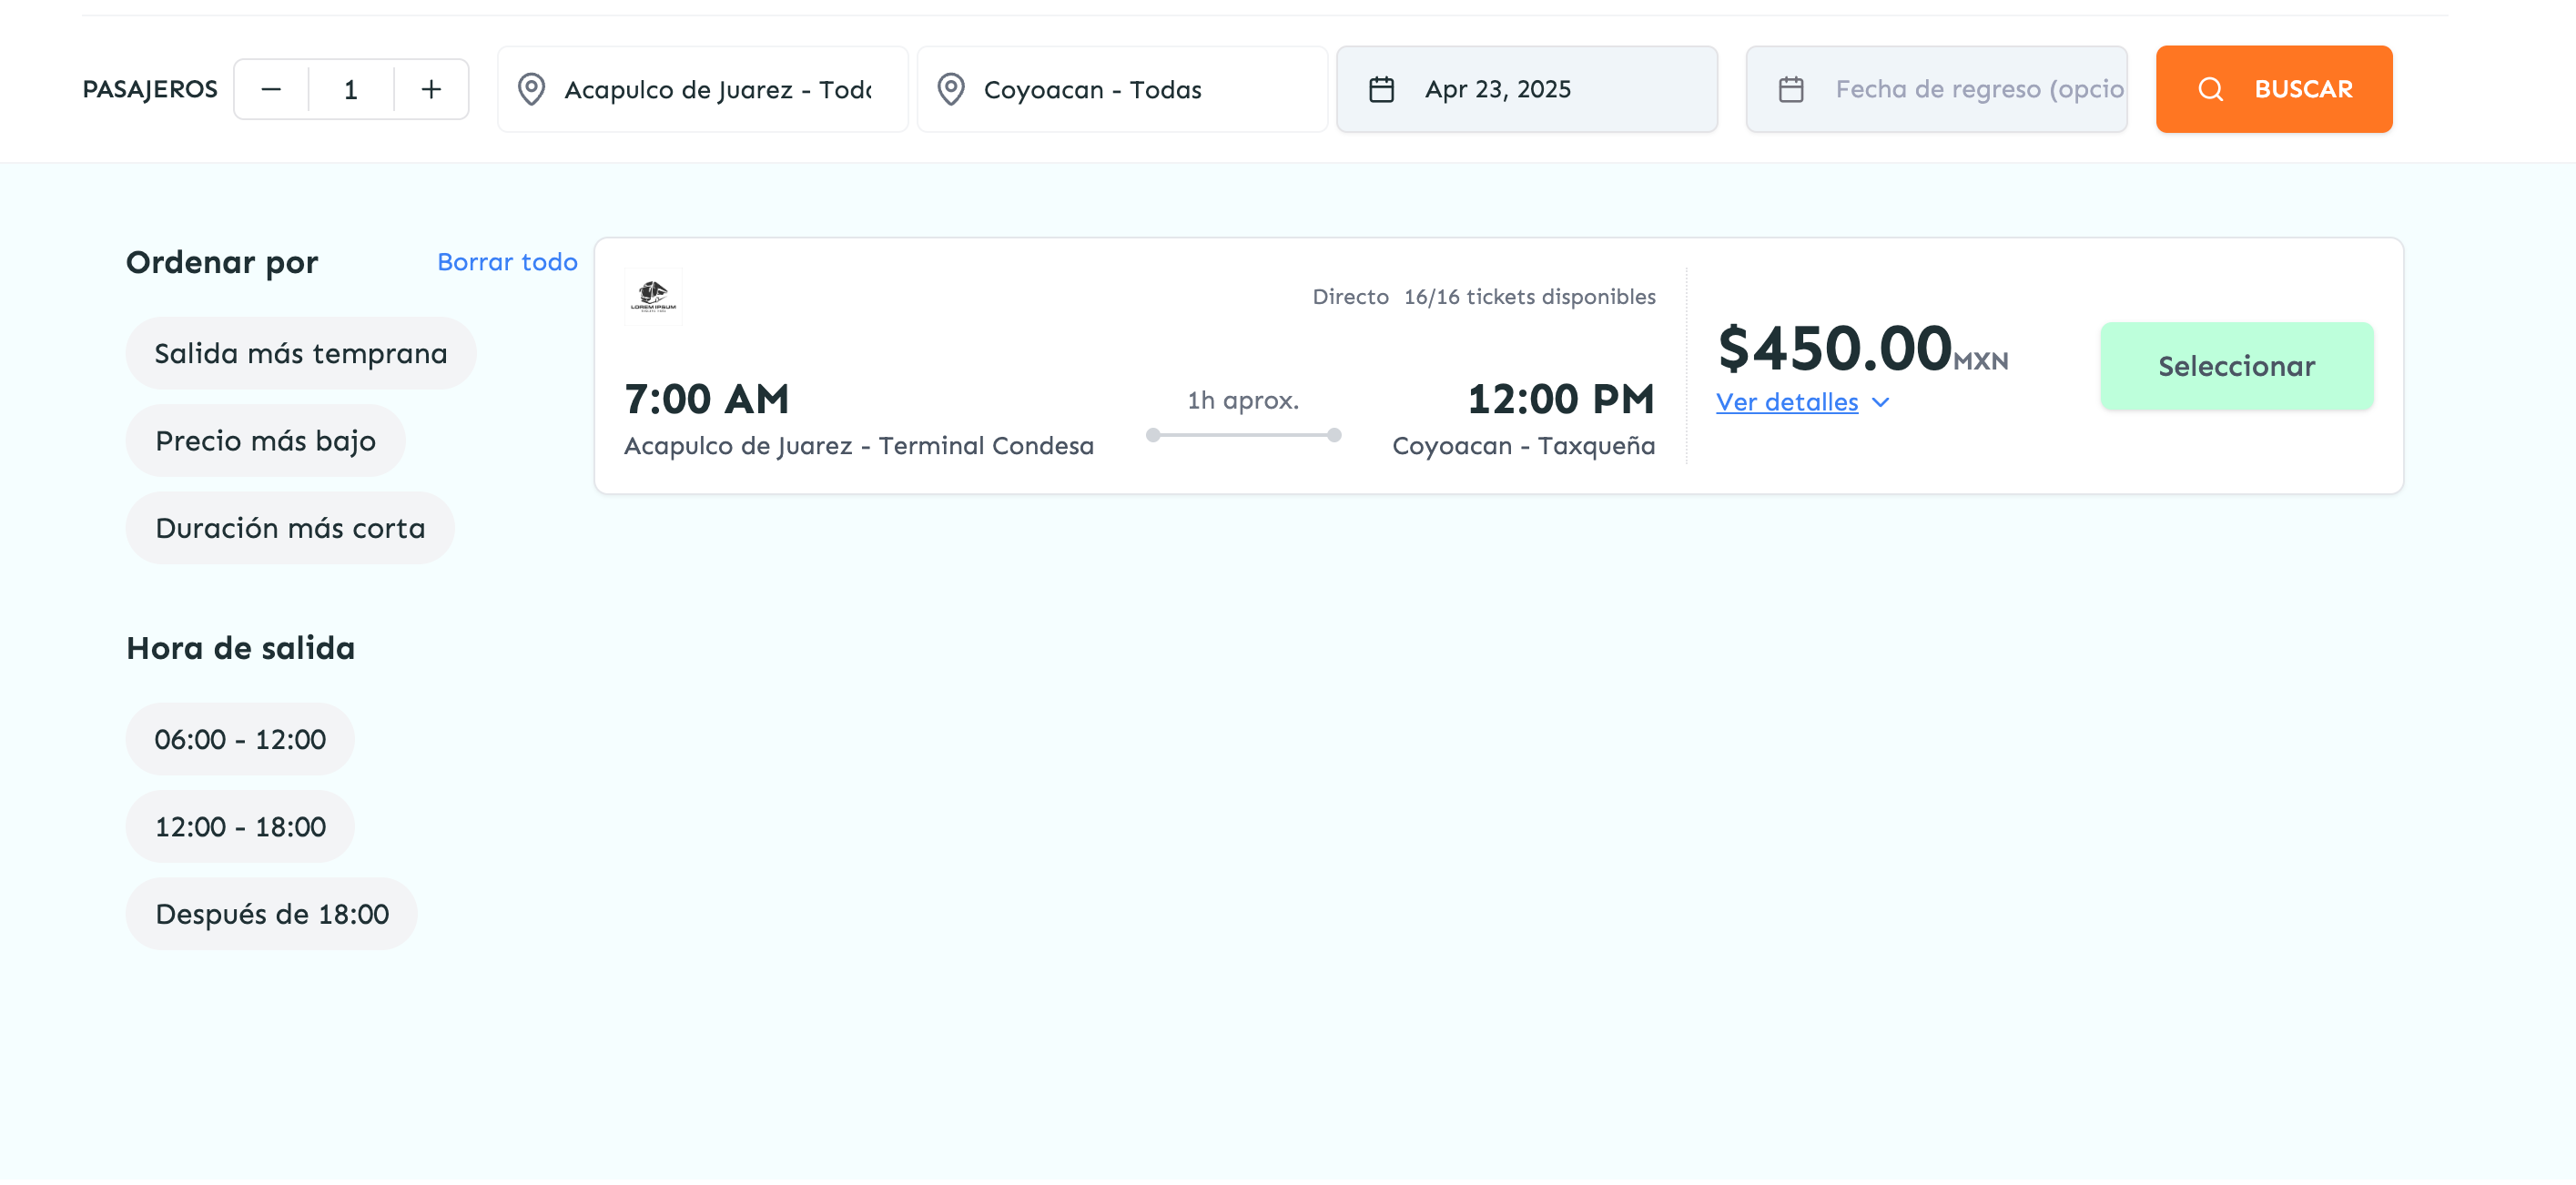 PASAJEROS
1
Acapulco de Juarez - Tod
Coyoacan - Todas
Apr 23, 2025
Fecha de regreso (opcio
BUSCAR
Ordenar por
Borrar todo
Salida más temprana
Precio más bajo
Duración más corta
Hora de salida
06:00 - 12:00
12:00 - 18:00
Después de 18:00
LOREM IPSUM
Directo 16/16 tickets disponibles
7:00 AM
1h aprox.
12:00 PM
Acapulco de Juarez - Terminal Condesa
Coyoacan - Taxqueña
$450.00MXN
Ver detalles
Seleccionar